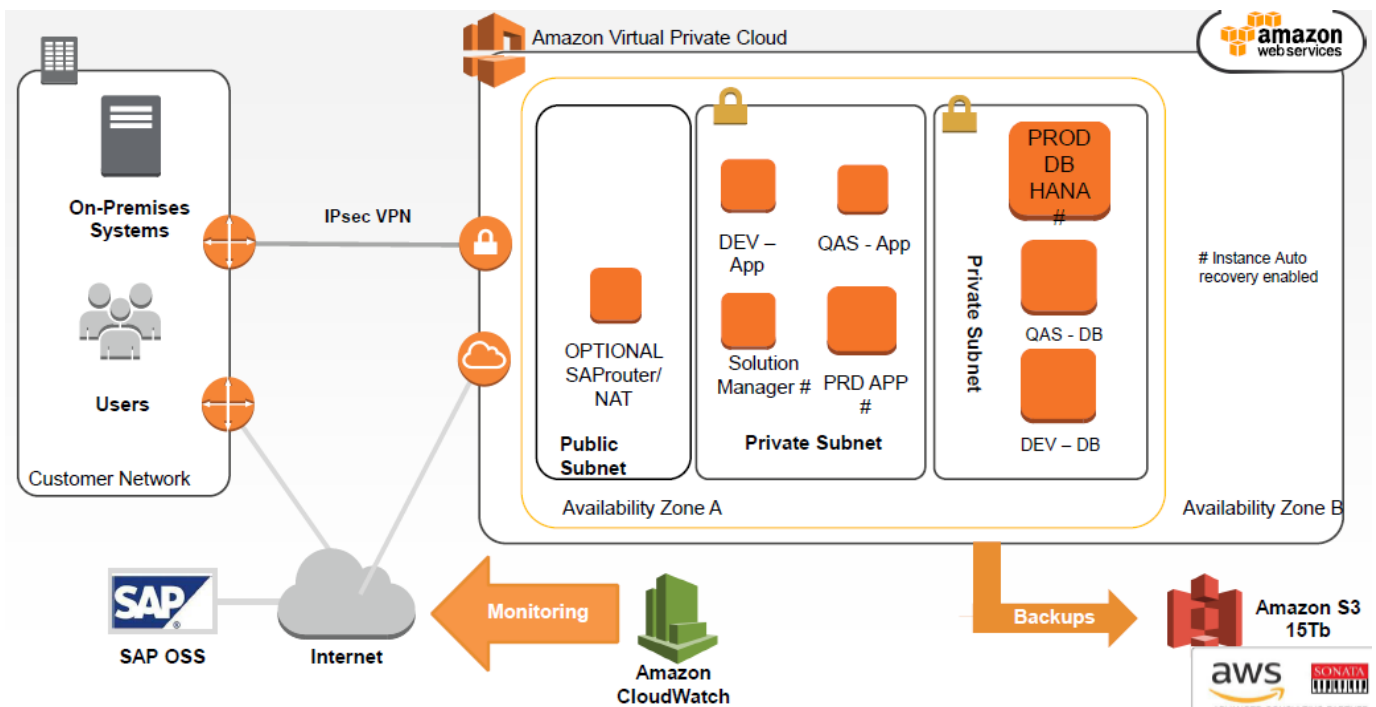 Amazon Virtual Private Cloud
amazon
web services
On-Premises
Systems
IPsec VPN
Users
Customer Network
OPTIONAL
SAProuter/
NAT
Public
Subnet
DEV –
App
QAS - App
Solution
Manager #
PRD APP
#
Private Subnet
PROD
DB
HANA
#
Private Subnet
QAS - DB
DEV – DB
# Instance Auto
recovery enabled
Availability Zone A
Availability Zone B
SAP
®
SAP OSS
Internet
Monitoring
Amazon
CloudWatch
Backups
Amazon S3
15Tb
aws
SONATA